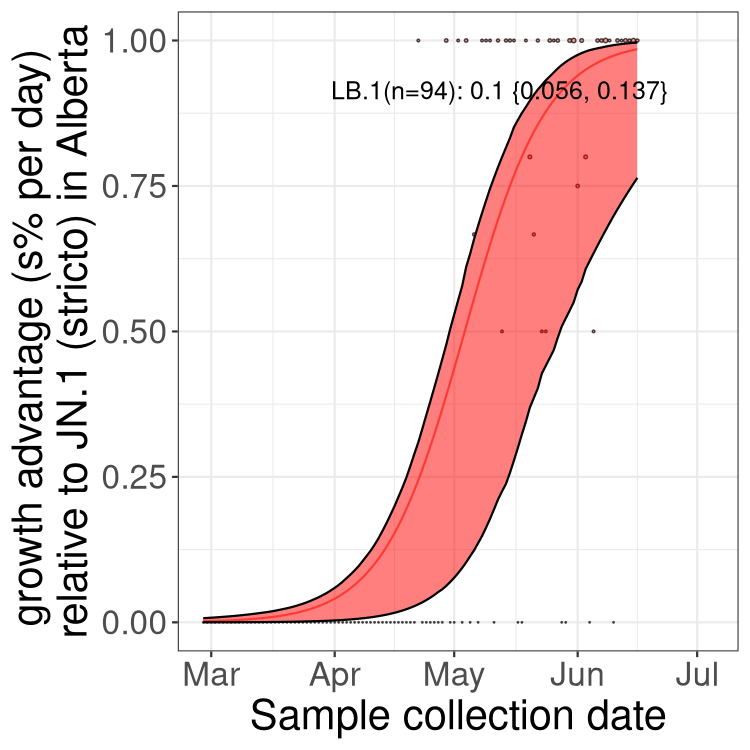 growth advantage (s% per day)
relative to JN.1 (stricto) in Alberta
1.00
0.75
0.50
0.25
0.00
LB.1(n=94): 0.1 {0.056, 0.137}
Mar Apr May Jun Jul
Sample collection date